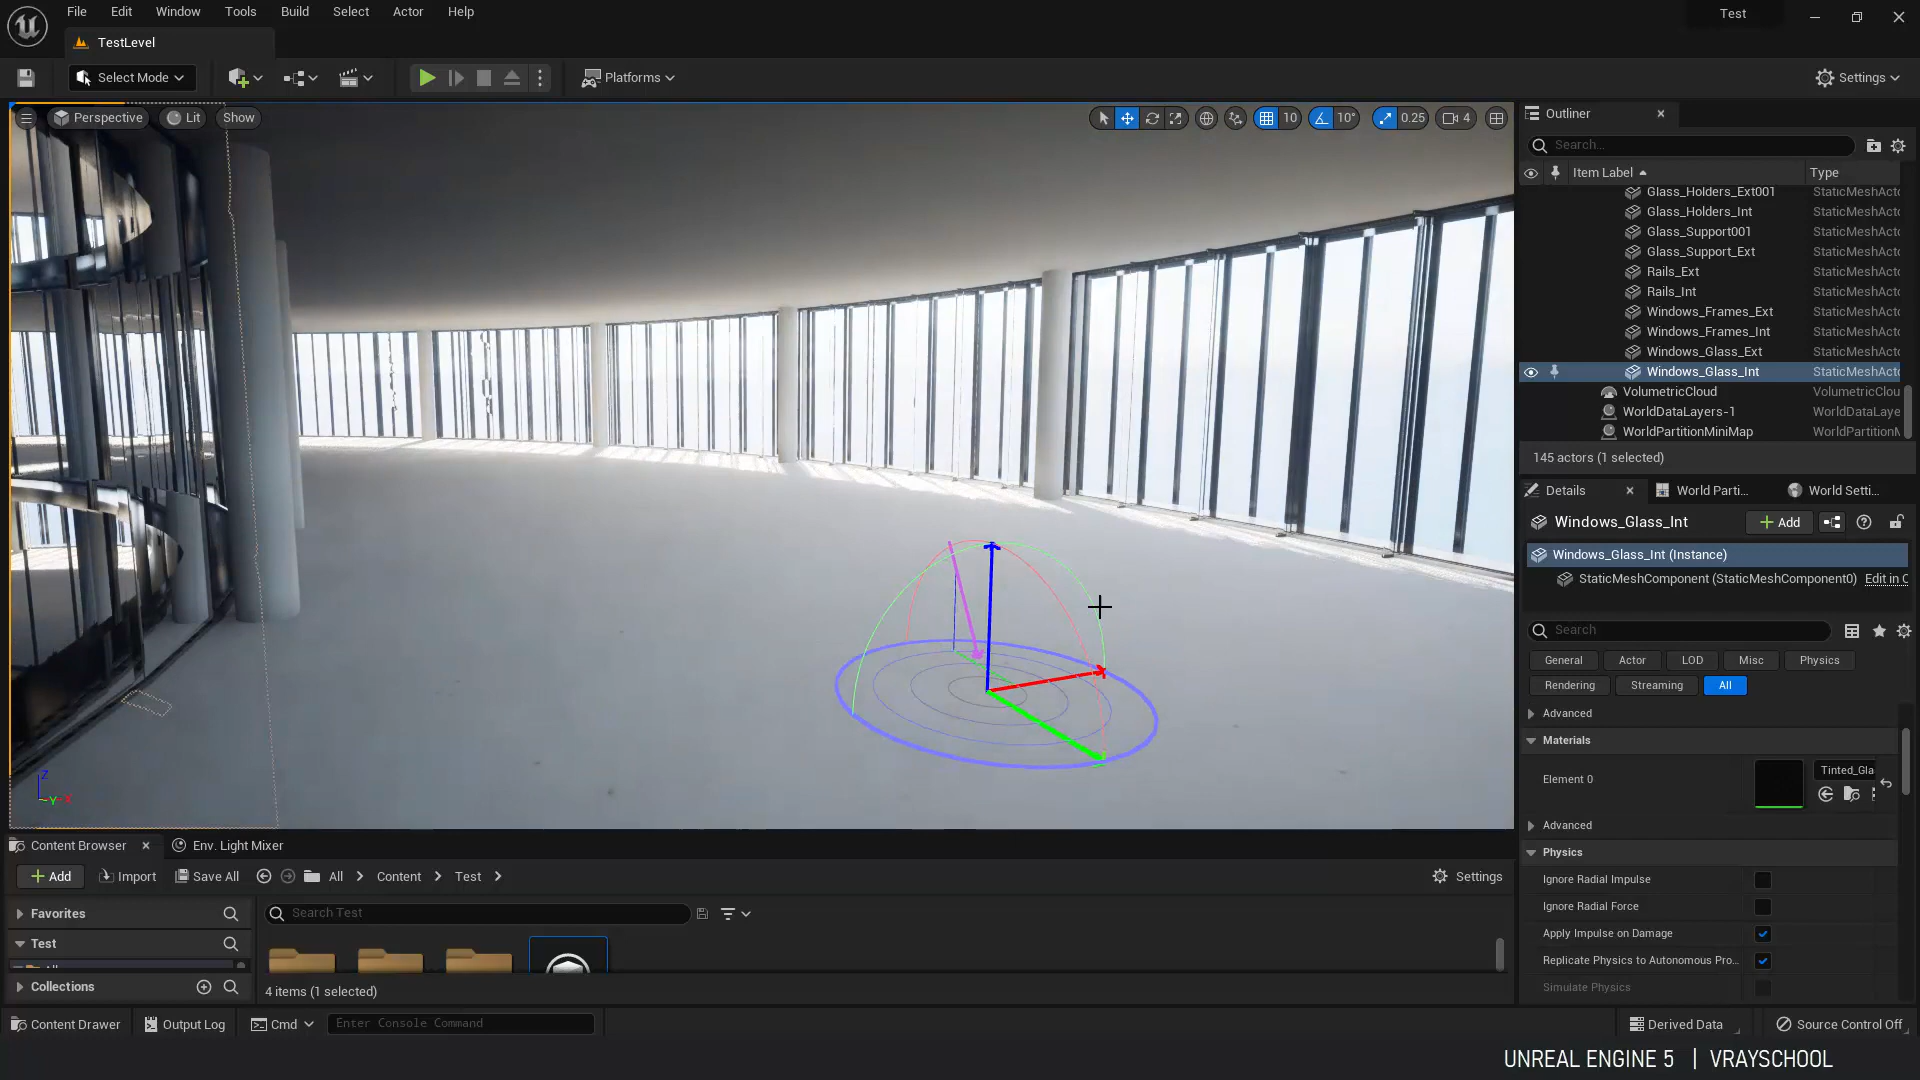 File Edit Window Tools Build Select Actor Help
Test
TestLevel
Select Mode
Platforms
Settings
Perspective Lit Show
10 10° 0.25 4
Outliner
Search...
Item Label Type
Glass_Holders_Ext001 StaticMeshActo
Glass_Holders_Int StaticMeshActo
Glass_Support001 StaticMeshActo
Glass_Support_Ext StaticMeshActo
Rails_Ext StaticMeshActo
Rails_Int StaticMeshActo
Windows_Frames_Ext StaticMeshActo
Windows_Frames_Int StaticMeshActo
Windows_Glass_Ext StaticMeshActo
Windows_Glass_Int StaticMeshActo
VolumetricCloud VolumetricClou
WorldDataLayers-1 WorldDataLaye
WorldPartitionMiniMap WorldPartitionM
145 actors (1 selected)
Details World Parti... World Setti...
Windows_Glass_Int
Add
Windows_Glass_Int (Instance)
StaticMeshComponent (StaticMeshComponent0) Edit in C
Search
General Actor LOD Misc Physics
Rendering Streaming All
Advanced
Materials
Element 0
Tinted_Gla
Advanced
Physics
Ignore Radial Impulse
Ignore Radial Force
Apply Impulse on Damage
Replicate Physics to Autonomous Pro...
Simulate Physics
Z
Y X
Content Browser Env. Light Mixer
Add Import Save All All Content Test
Settings
Favorites
Search Test
Test
Collections
4 items (1 selected)
Content Drawer Output Log Cmd Enter Console Command
Derived Data Source Control Off
UNREAL ENGINE 5 | VRAYSCHOOL